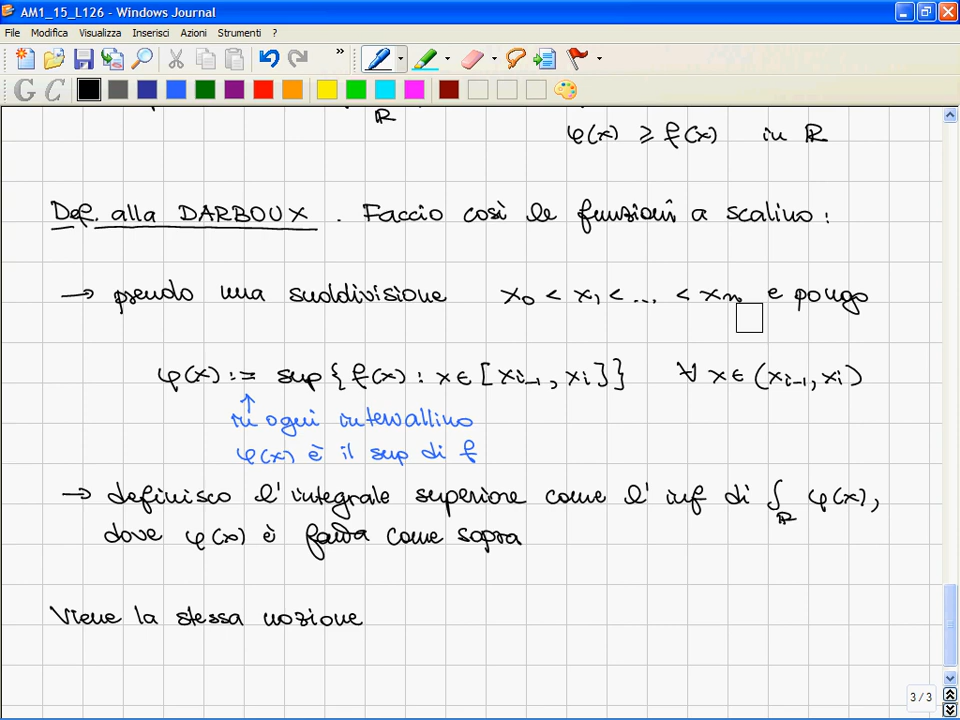 AM1_15_L126 - Windows Journal
File Modifica Visualizza Inserisci Azioni Strumenti ?
G C
ℝ
φ(x) ≥ f(x) in ℝ
Def. alla DARBOUX. Faccio così le funzioni a scalino:
→ prendo una suddivisione x₀ < x₁ < ... < xₙ e pongo
φ(x) := sup{f(x) : x ∈ [xᵢ₋₁, xᵢ]} ∀ x ∈ (xᵢ₋₁, xᵢ)
↑
in ogni intervallino
φ(x) è il sup di f
→ definisco l'integrale superiore come l'inf di ∫ℝ φ(x),
dove φ(x) è fatta come sopra
Viene la stessa nozione
3 / 3